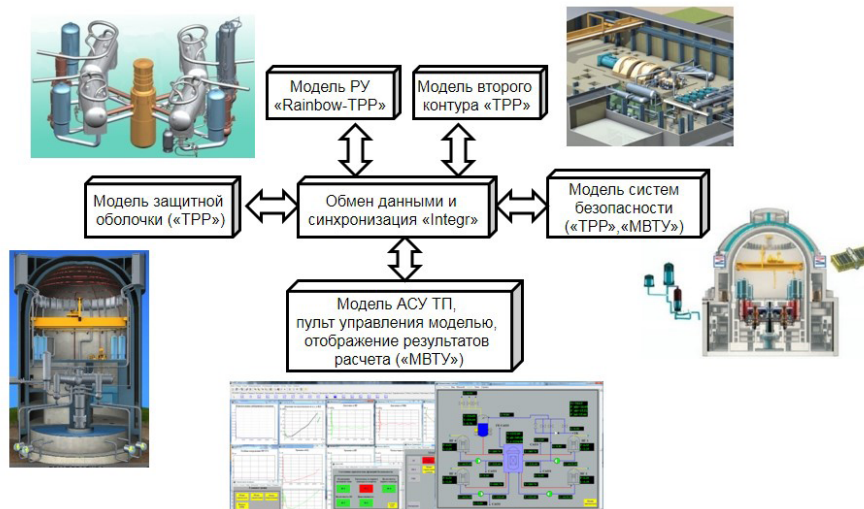 Модель РУ
«Rainbow-ТРР»
Модель второго
контура «ТРР»
Модель защитной
оболочки («ТРР»)
Обмен данными и
синхронизация «Integr»
Модель систем
безопасности
(«ТРР»,«МВТУ»)
Модель АСУ ТП,
пульт управления моделью,
отображение результатов
расчета («МВТУ»)